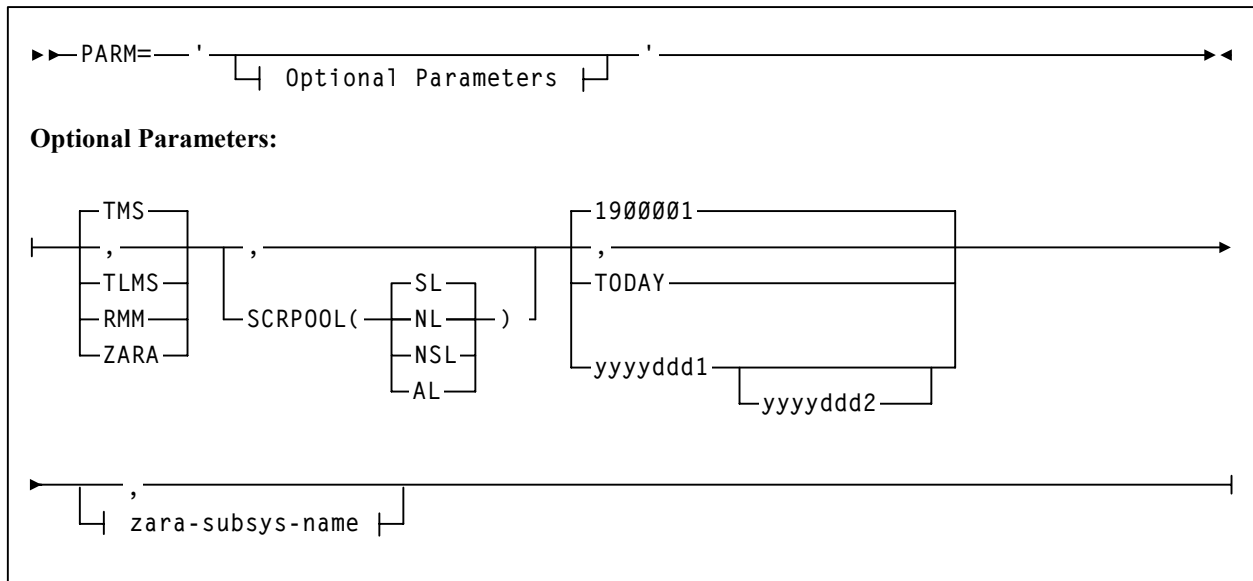 PARM= ' Optional Parameters '
Optional Parameters:
TMS
,
TLMS
RMM
ZARA
,
SCRPOOL( SL )
NL
NSL
AL
19ØØØØ1
,
TODAY
yyyyddd1
yyyyddd2
,
zara-subsys-name